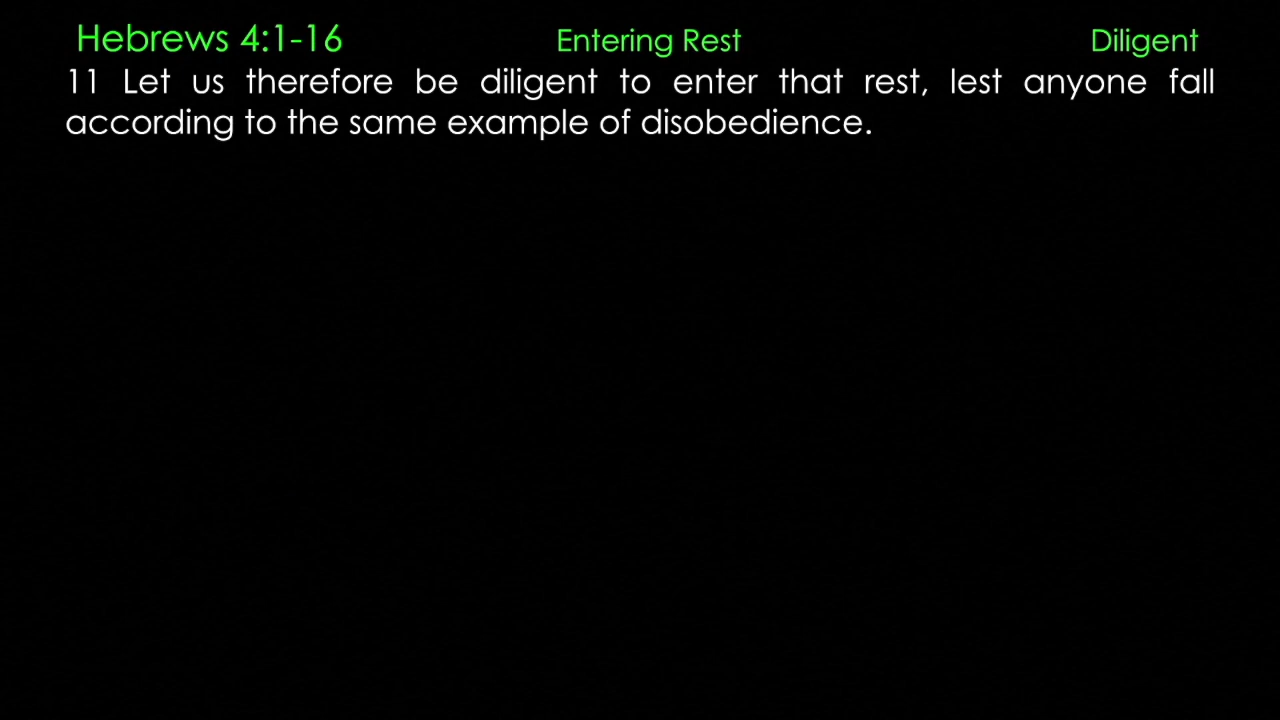 Hebrews 4:1-16 Entering Rest Diligent
11 Let us therefore be diligent to enter that rest, lest anyone fall
according to the same example of disobedience.